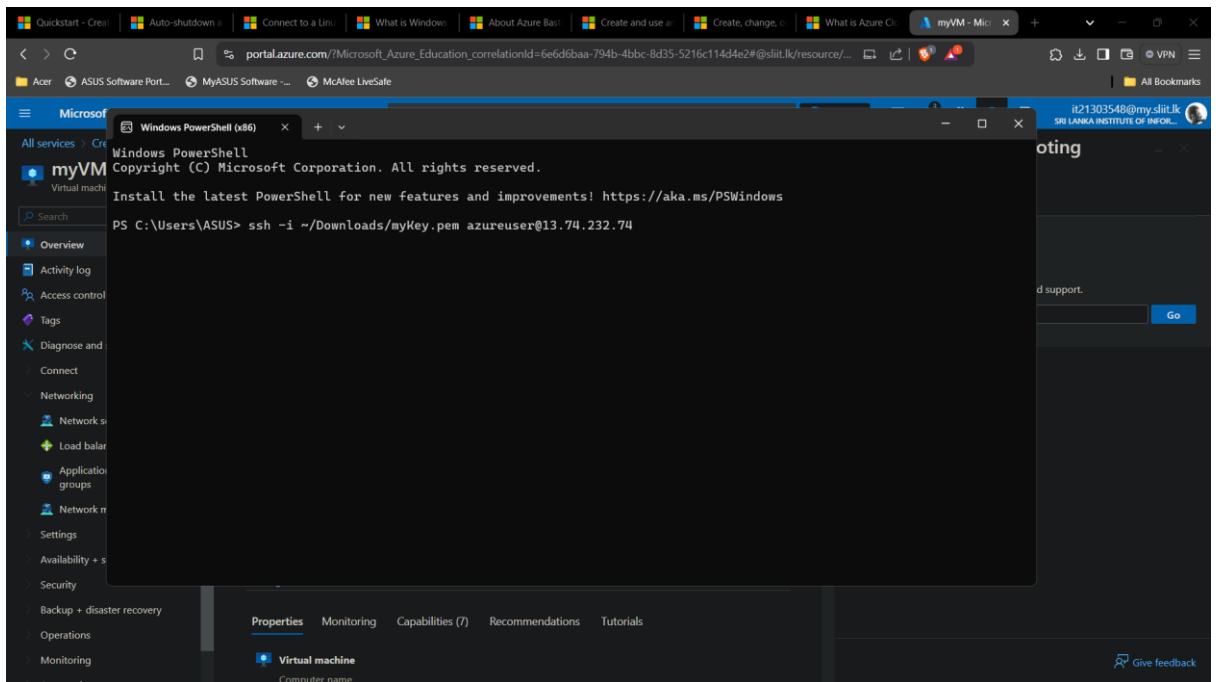 Quickstart - Creat
Auto-shutdown a
Connect to a Linu
What is Windows
About Azure Bast
Create and use an
Create, change, o
What is Azure Clo
myVM - Micr
portal.azure.com/?Microsoft_Azure_Education_correlationId=6e6d6baa-794b-4bbc-8d35-5216c114d4e2#@sliit.lk/resource/...
VPN
Acer
ASUS Software Port...
MyASUS Software -...
McAfee LiveSafe
All Bookmarks
Microsof
it21303548@my.sliit.lk
SRI LANKA INSTITUTE OF INFOR...
All services > Cre
myVM
Virtual machi
Search
Overview
Activity log
Access control
Tags
Diagnose and
Connect
Networking
Network s
Load balar
Application
groups
Network m
Settings
Availability + s
Security
Backup + disaster recovery
Operations
Monitoring
Windows PowerShell (x86)
Windows PowerShell
Copyright (C) Microsoft Corporation. All rights reserved.
Install the latest PowerShell for new features and improvements! https://aka.ms/PSWindows
PS C:\Users\ASUS> ssh -i ~/Downloads/myKey.pem azureuser@13.74.232.74
oting
d support.
Go
Properties
Monitoring
Capabilities (7)
Recommendations
Tutorials
Virtual machine
Computer name
Give feedback